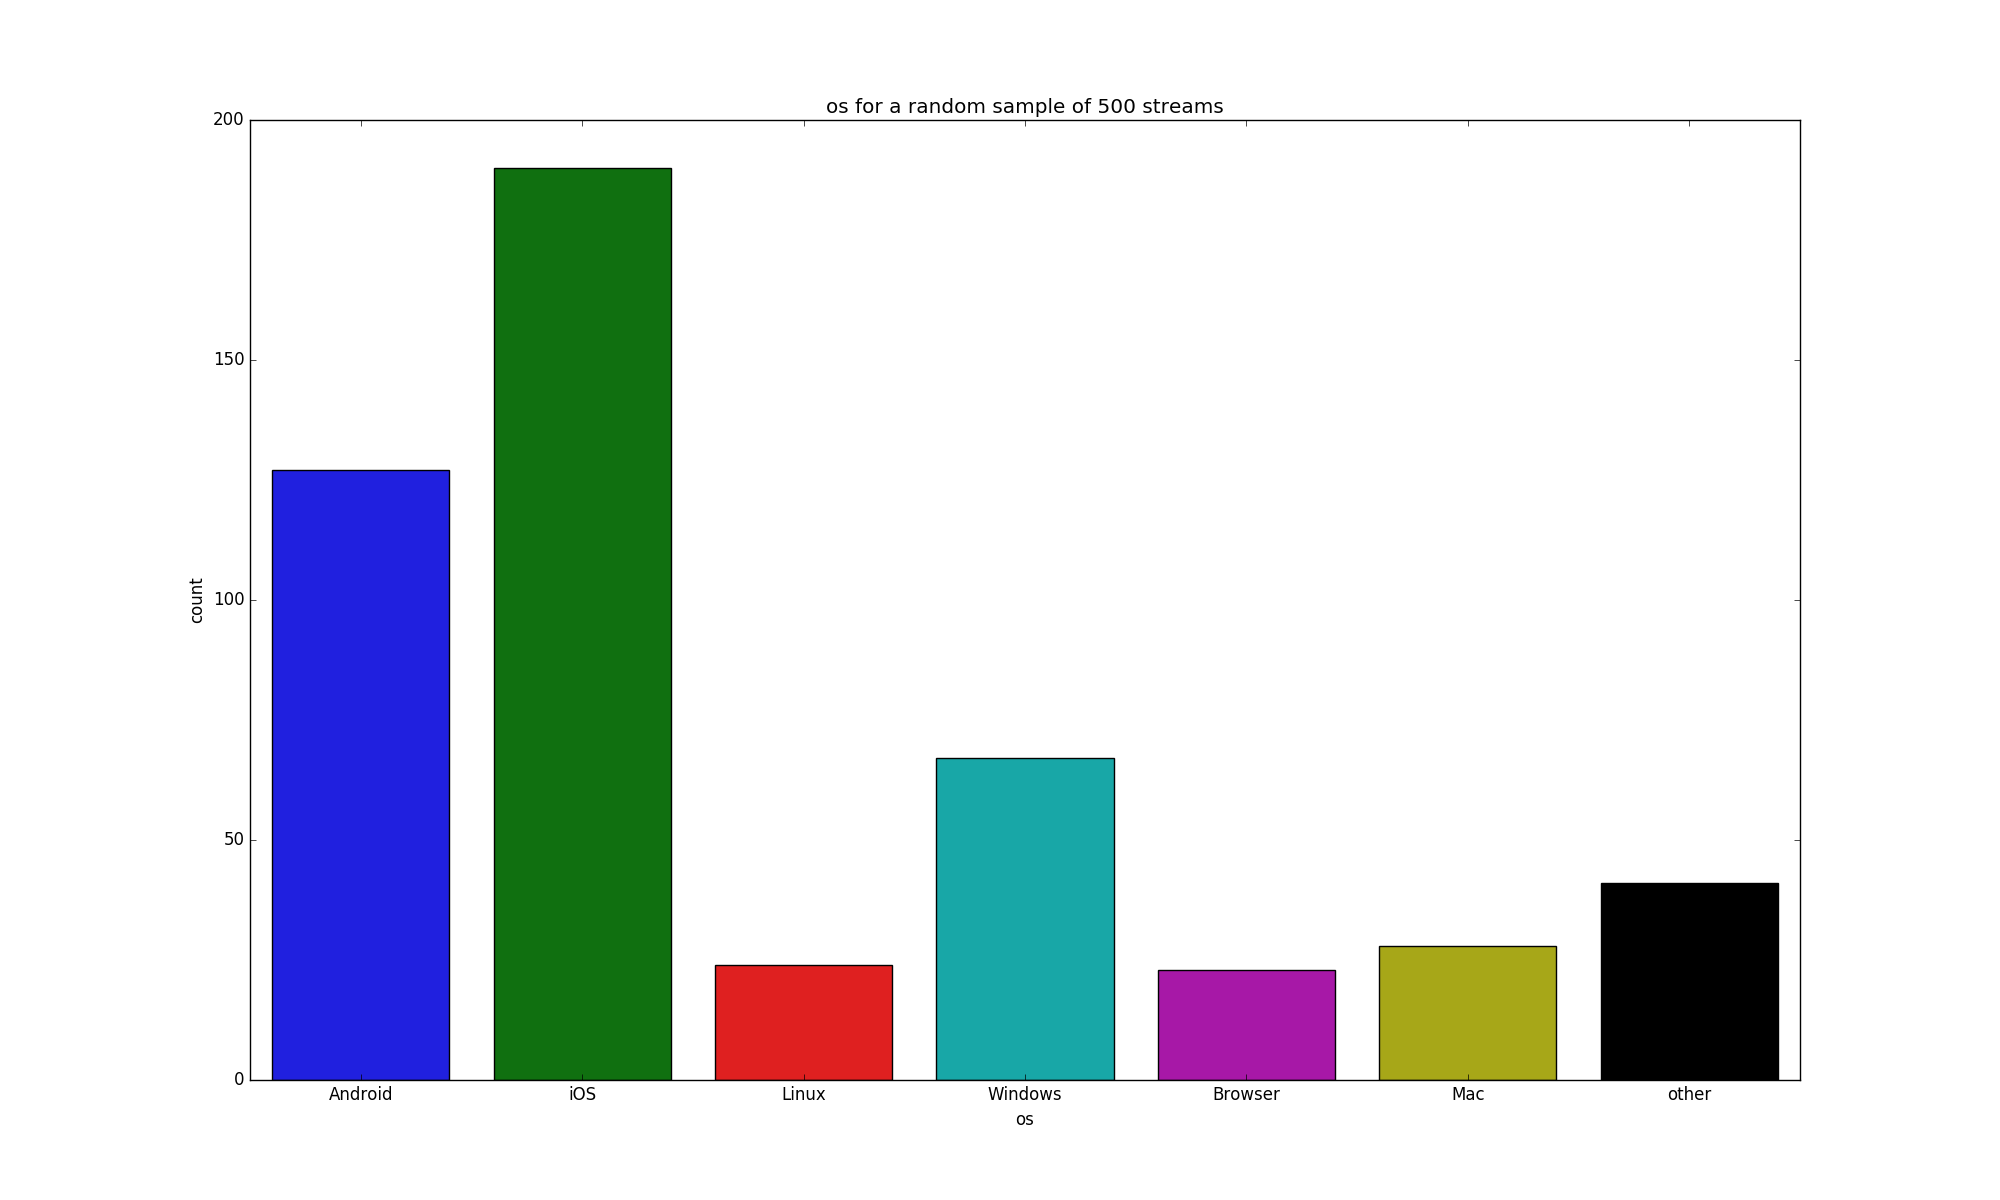 os for a random sample of 500 streams
200
150
100
50
0
count
Android iOS Linux Windows Browser Mac other
os